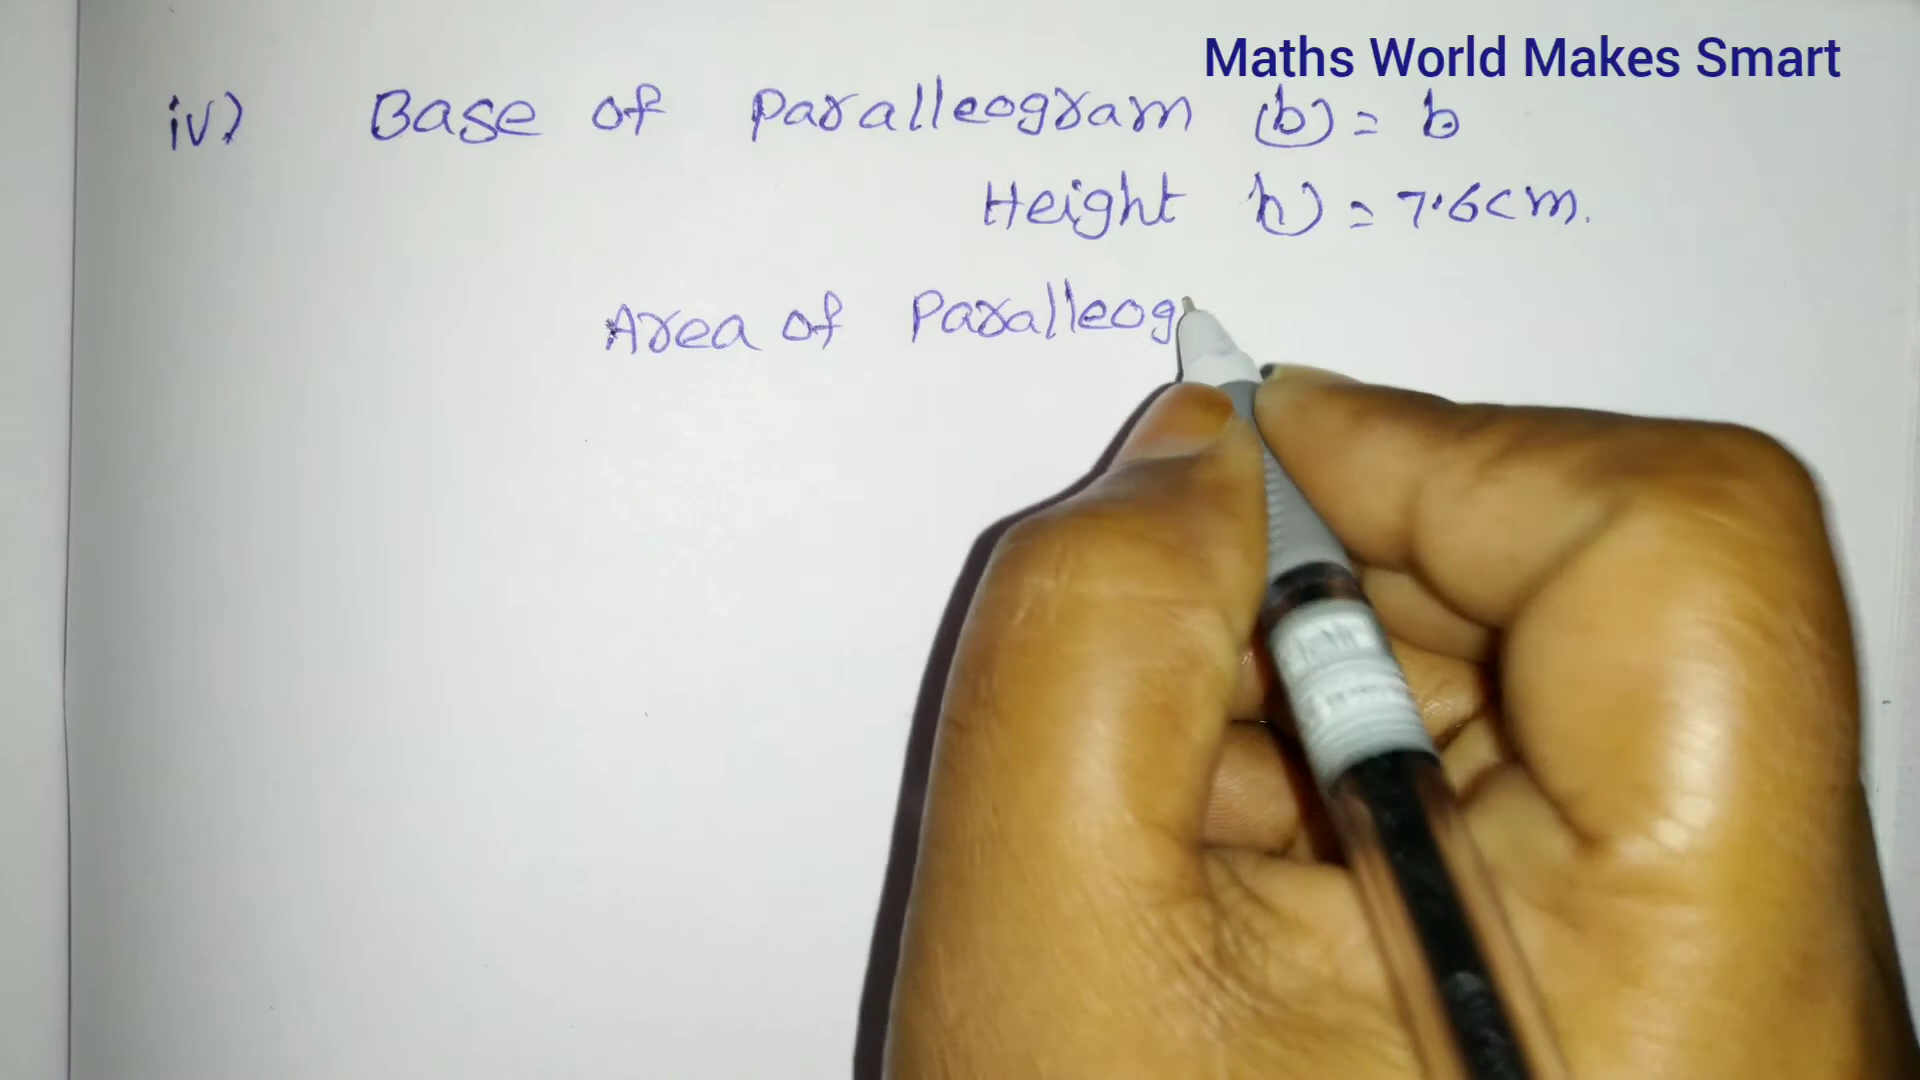 Maths World Makes Smart
iv) Base of Paralleogram (b) = b
Height h) = 7.6cm.
Area of Paralleog